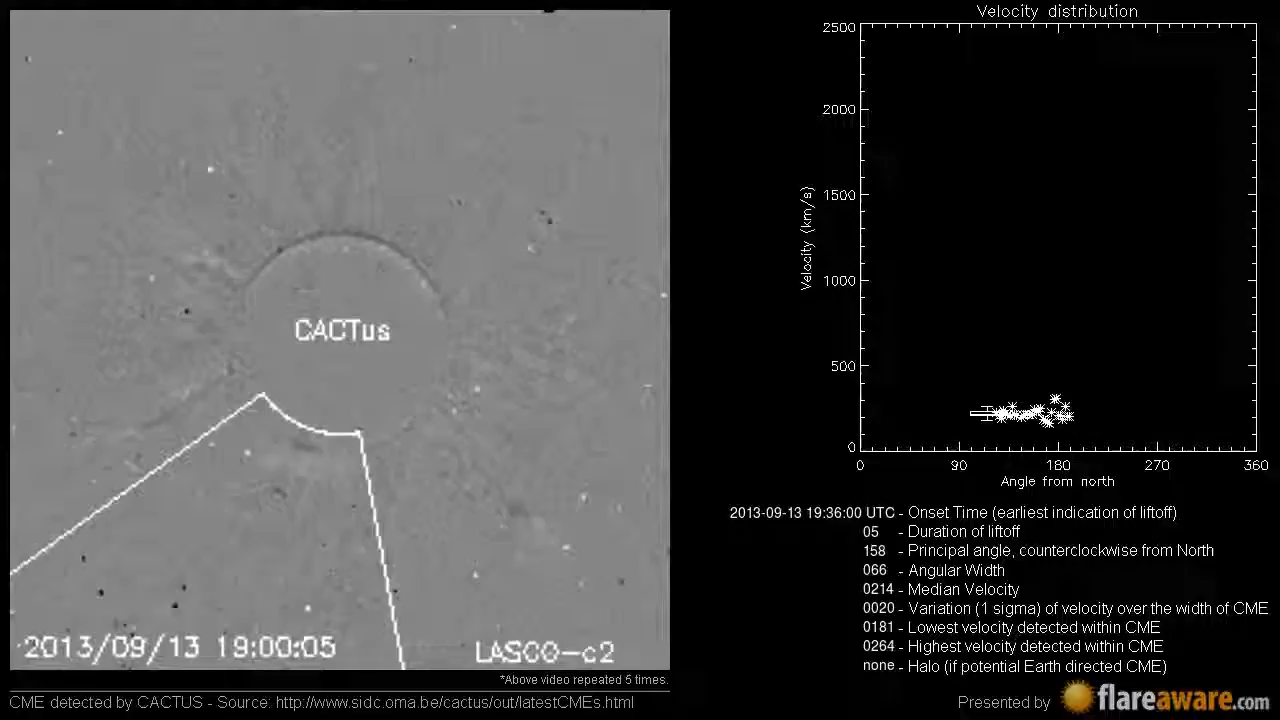 CACTus
2013/09/13 19:00:05
LASCO-c2
*Above video repeated 5 times.
CME detected by CACTUS - Source: http://www.sidc.oma.be/cactus/out/latestCMEs.html
Velocity distribution
Velocity (km/s)
2500
2000
1500
1000
500
0
0 90 180 270 360
Angle from north
2013-09-13 19:36:00 UTC - Onset Time (earliest indication of liftoff)
05 - Duration of liftoff
158 - Principal angle, counterclockwise from North
066 - Angular Width
0214 - Median Velocity
0020 - Variation (1 sigma) of velocity over the width of CME
0181 - Lowest velocity detected within CME
0264 - Highest velocity detected within CME
none - Halo (if potential Earth directed CME)
Presented by flareaware.com